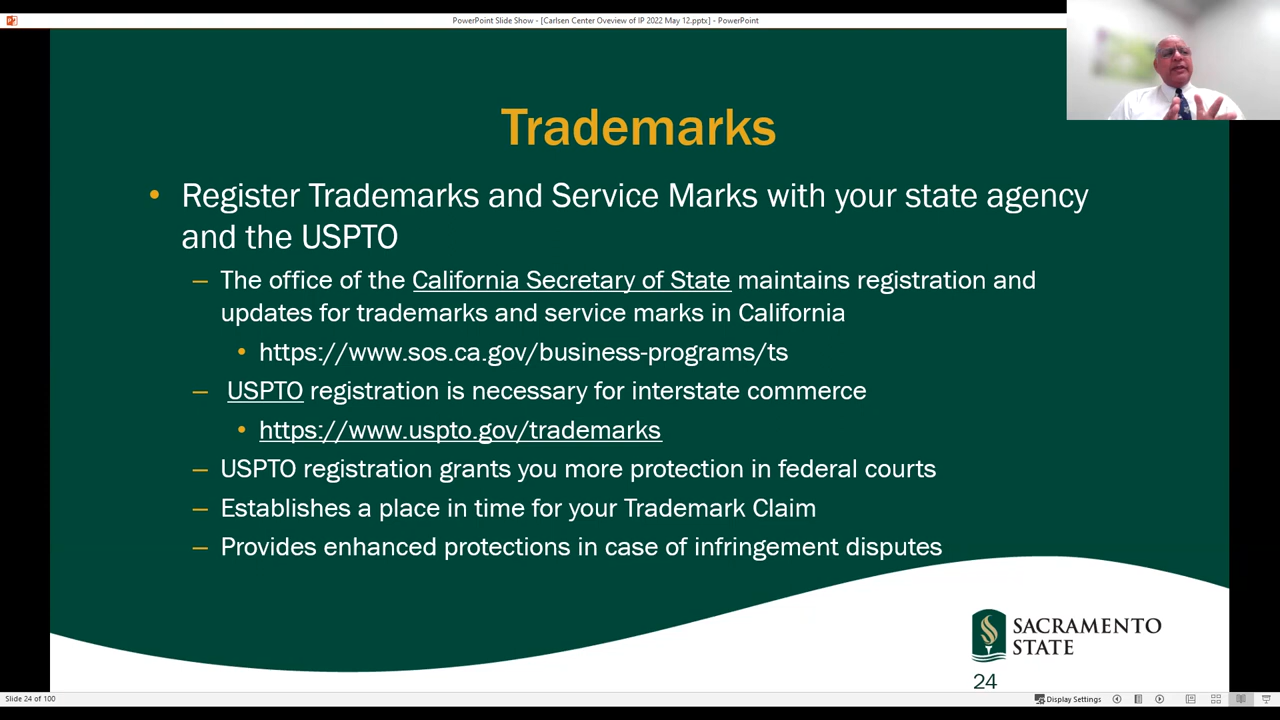 PowerPoint Slide Show - [Carlsen Center Oveview of IP 2022 May 12.pptx] - PowerPoint
Trademarks
• Register Trademarks and Service Marks with your state agency
and the USPTO
– The office of the California Secretary of State maintains registration and
updates for trademarks and service marks in California
• https://www.sos.ca.gov/business-programs/ts
– USPTO registration is necessary for interstate commerce
• https://www.uspto.gov/trademarks
– USPTO registration grants you more protection in federal courts
– Establishes a place in time for your Trademark Claim
– Provides enhanced protections in case of infringement disputes
SACRAMENTO
STATE
24
Slide 24 of 100
Display Settings